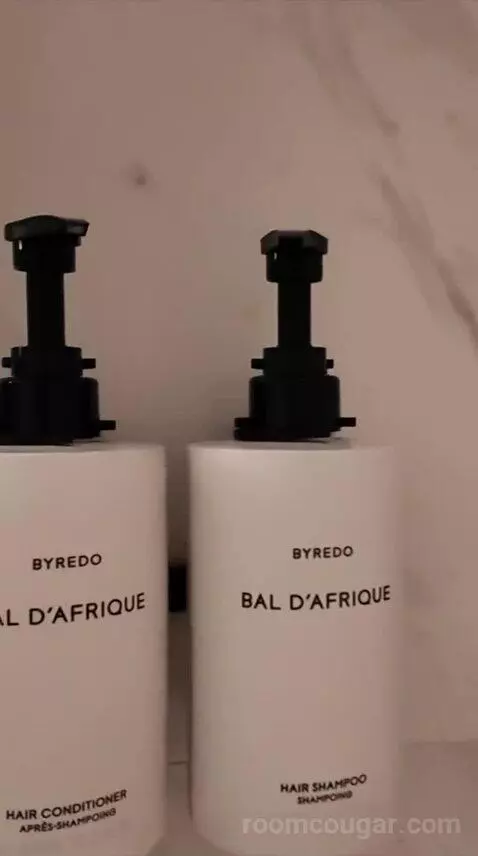 BYREDO
AL D'AFRIQUE
HAIR CONDITIONER
APRÈS-SHAMPOING
BYREDO
BAL D'AFRIQUE
HAIR SHAMPOO
SHAMPOING
roomcougar.com